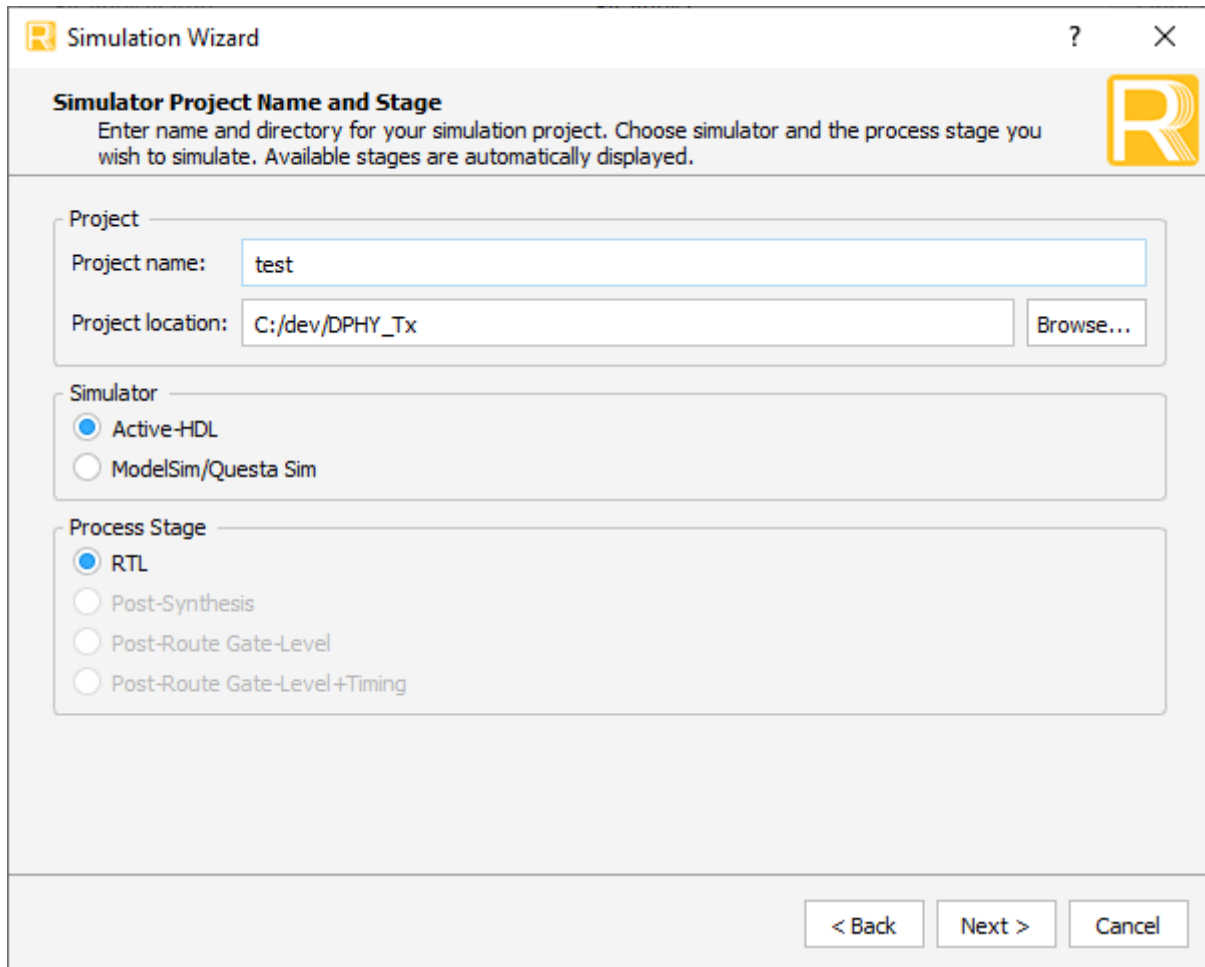 Simulation Wizard
?
Simulator Project Name and Stage
Enter name and directory for your simulation project. Choose simulator and the process stage you
wish to simulate. Available stages are automatically displayed.
Project
Project name: test
Project location: C:/dev/DPHY_Tx Browse...
Simulator
Active-HDL
ModelSim/Questa Sim
Process Stage
RTL
Post-Synthesis
Post-Route Gate-Level
Post-Route Gate-Level+Timing
< Back Next > Cancel